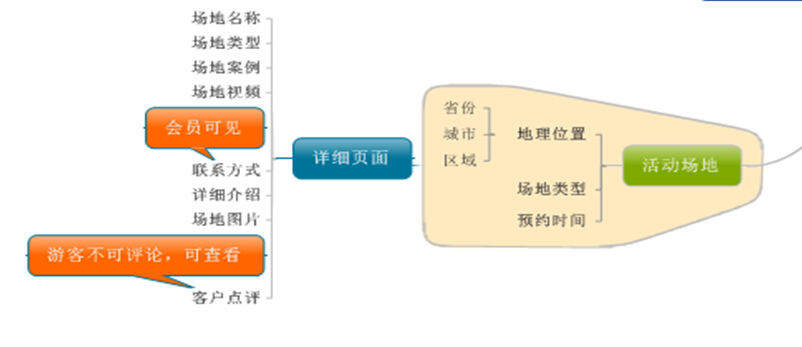 场地名称
场地类型
场地案例
场地视频
会员可见
联系方式
详细介绍
场地图片
游客不可评论，可查看
客户点评
详细页面
省份
城市
区域
地理位置
场地类型
预约时间
活动场地